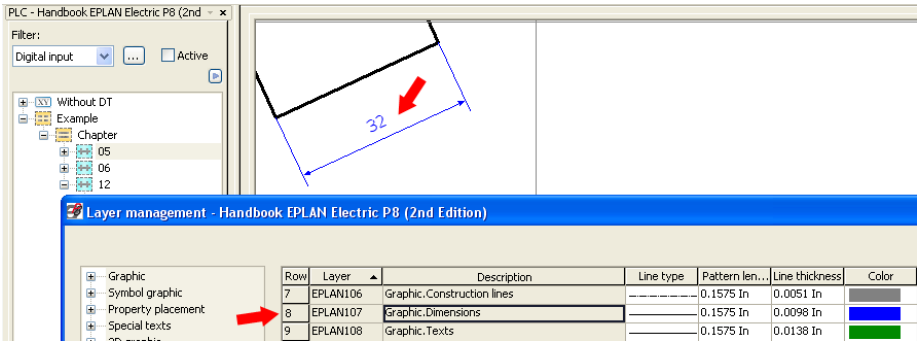 PLC - Handbook EPLAN Electric P8 (2nd
Filter:
Digital input
...
Active
Without DT
Example
Chapter
05
06
12
32
Layer management - Handbook EPLAN Electric P8 (2nd Edition)
Graphic
Symbol graphic
Property placement
Special texts
Row Layer Description Line type Pattern len... Line thickness Color
7 EPLAN106 Graphic.Construction lines 0.1575 In 0.0051 In
8 EPLAN107 Graphic.Dimensions 0.1575 In 0.0098 In
9 EPLAN108 Graphic.Texts 0.1575 In 0.0138 In